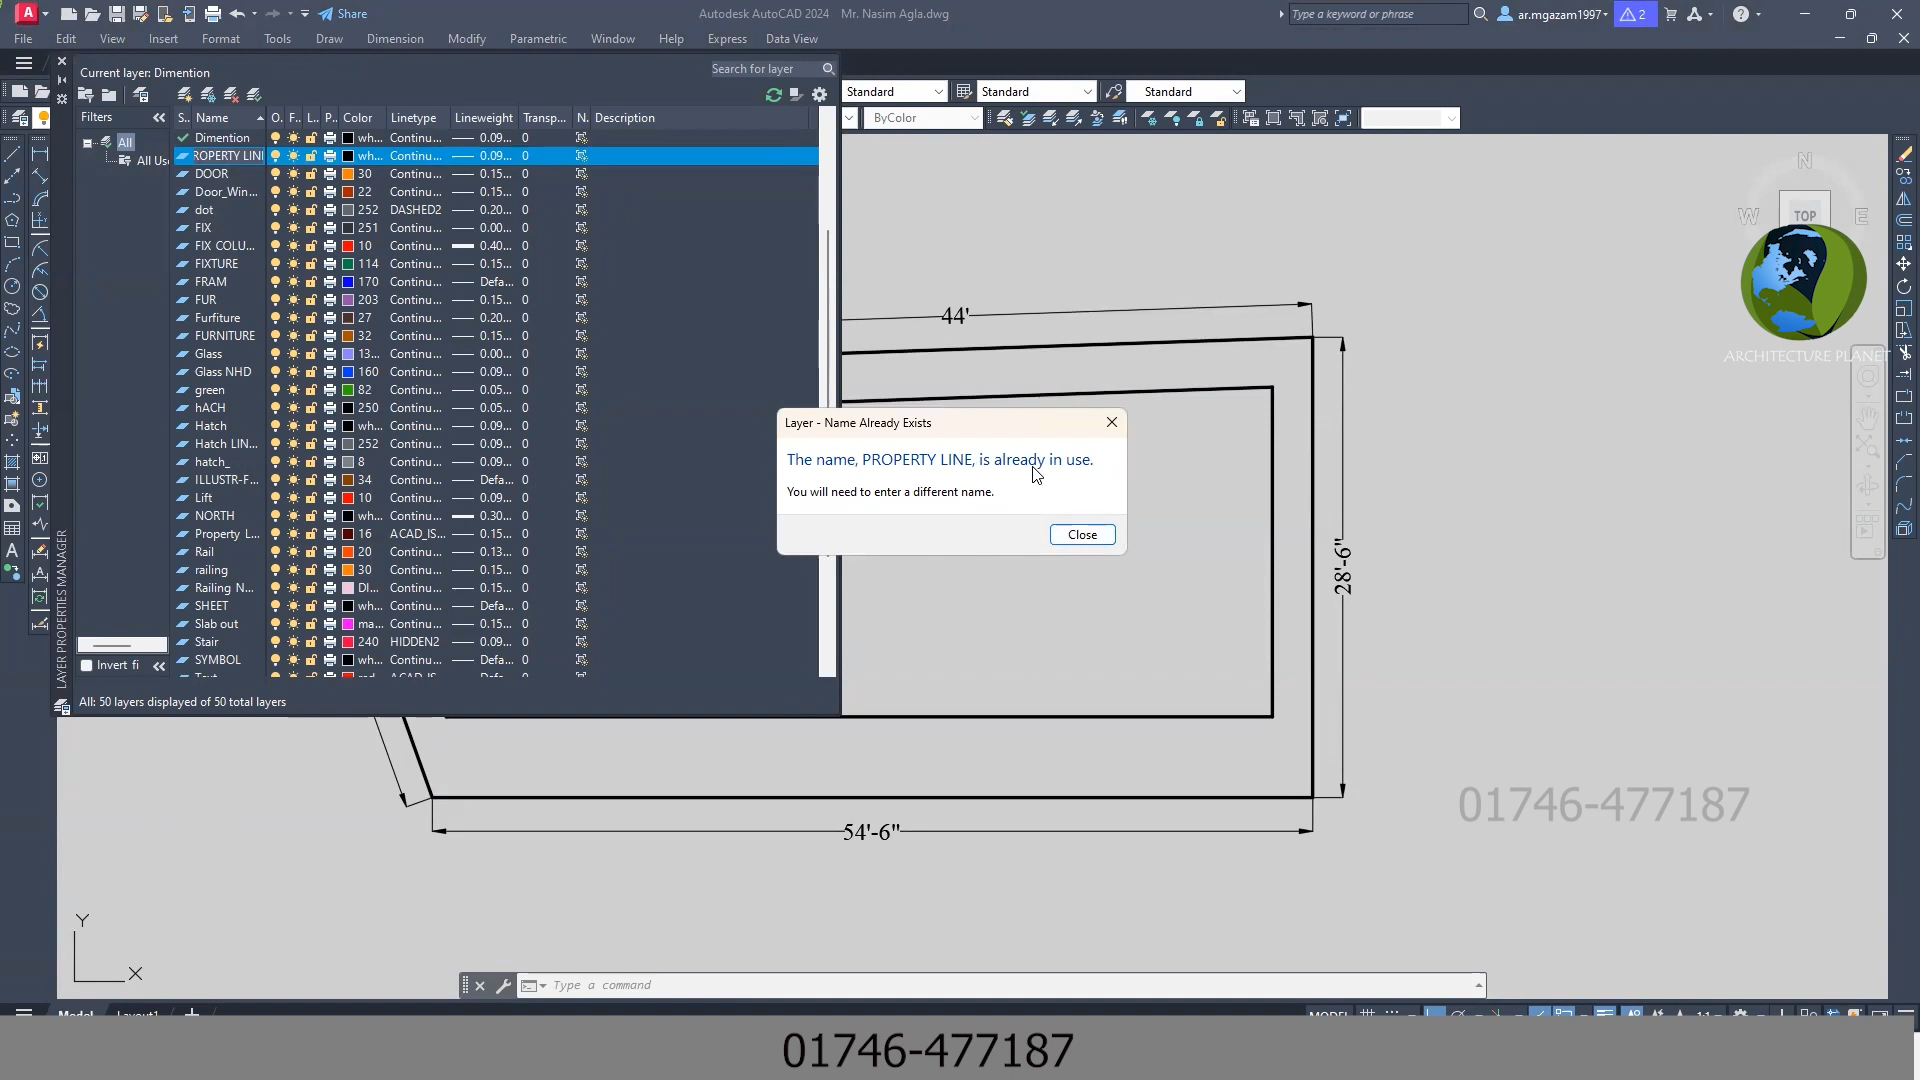 Share
Autodesk AutoCAD 2024 Mr. Nasim Agla.dwg
Type a keyword or phrase
ar.mgazam1997
2
File Edit View Insert Format Tools Draw Dimension Modify Parametric Window Help Express Data View
Current layer: Dimention
Search for layer
Standard
Standard
Standard
ByColor
Filters
All
All Us
S.. Name O. F.. L.. P.. Color Linetype Lineweight Transp... N. Description
Dimention wh... Continu... 0.09... 0
ROPERTY LINI wh... Continu... 0.09... 0
DOOR 30 Continu... 0.15... 0
Door_Win... 22 Continu... 0.15... 0
dot 252 DASHED2 0.20... 0
FIX 251 Continu... 0.00... 0
FIX COLU... 10 Continu... 0.40... 0
FIXTURE 114 Continu... 0.15... 0
FRAM 170 Continu... Defa... 0
FUR 203 Continu... 0.15... 0
Furfiture 27 Continu... 0.20... 0
FURNITURE 32 Continu... 0.15... 0
Glass 13... Continu... 0.00... 0
Glass NHD 160 Continu... 0.09... 0
green 82 Continu... 0.05... 0
hACH 250 Continu... 0.05... 0
Hatch wh... Continu... 0.09... 0
Hatch LIN... 252 Continu... 0.09... 0
hatch_ 8 Continu... 0.09... 0
ILLUSTR-F... 34 Continu... Defa... 0
Lift 10 Continu... 0.09... 0
NORTH wh... Continu... 0.30... 0
Property L... 16 ACAD_IS... 0.15... 0
Rail 20 Continu... 0.13... 0
railing 30 Continu... 0.15... 0
Railing N... DI... Continu... 0.15... 0
SHEET wh... Continu... Defa... 0
Slab out ma... Continu... 0.15... 0
Stair 240 HIDDEN2 0.09... 0
SYMBOL wh... Continu... Defa... 0
Invert fi
All: 50 layers displayed of 50 total layers
LAYER PROPERTIES MANAGER
Layer - Name Already Exists
The name, PROPERTY LINE, is already in use.
You will need to enter a different name.
Close
44'
28'-6"
54'-6"
N
W TOP E
ARCHITECTURE PLANET
01746-477187
Y
X
Type a command
Model Layout1
MODEL
01746-477187